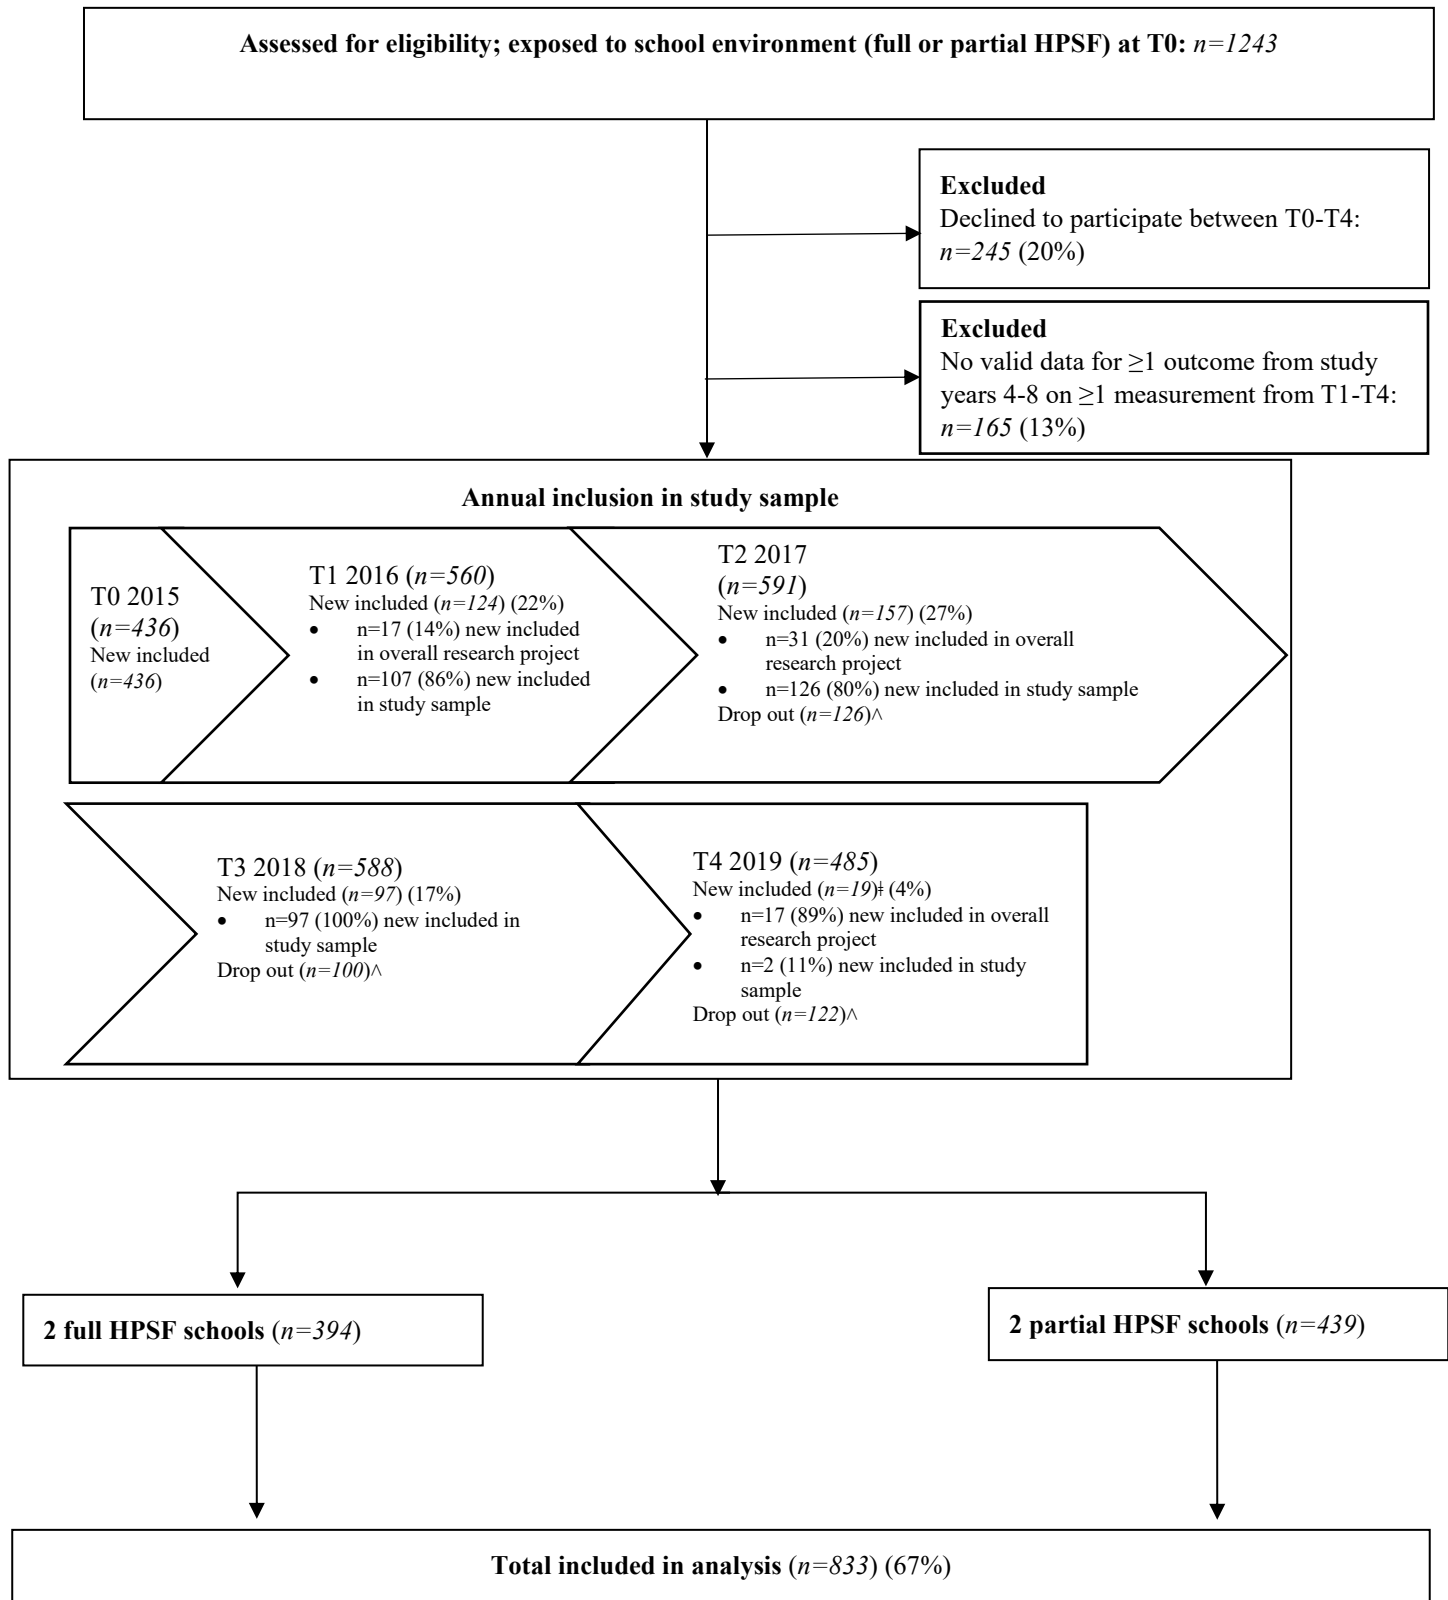 Assessed for eligibility; exposed to school environment (full or partial HPSF) at T0: n=1243
Excluded
Declined to participate between T0-T4:
n=245 (20%)
Excluded
No valid data for ≥1 outcome from study
years 4-8 on ≥1 measurement from T1-T4:
n=165 (13%)
Annual inclusion in study sample
T0 2015
(n=436)
New included
(n=436)
T1 2016 (n=560)
New included (n=124) (22%)
• n=17 (14%) new included
in overall research project
• n=107 (86%) new included
in study sample
T2 2017
(n=591)
New included (n=157) (27%)
• n=31 (20%) new included in overall
research project
• n=126 (80%) new included in study sample
Drop out (n=126)^
T3 2018 (n=588)
New included (n=97) (17%)
• n=97 (100%) new included in
study sample
Drop out (n=100)^
T4 2019 (n=485)
New included (n=19)ǂ (4%)
• n=17 (89%) new included in overall
research project
• n=2 (11%) new included in study
sample
Drop out (n=122)^
2 full HPSF schools (n=394)
2 partial HPSF schools (n=439)
Total included in analysis (n=833) (67%)